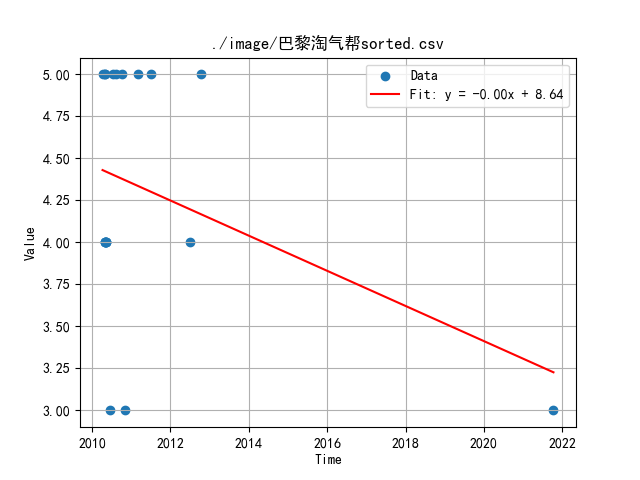 ./image/巴黎淘气帮sorted.csv
5.00
4.75
4.50
4.25
4.00
3.75
3.50
3.25
3.00
Value
Data
Fit: y = -0.00x + 8.64
2010 2012 2014 2016 2018 2020 2022
Time